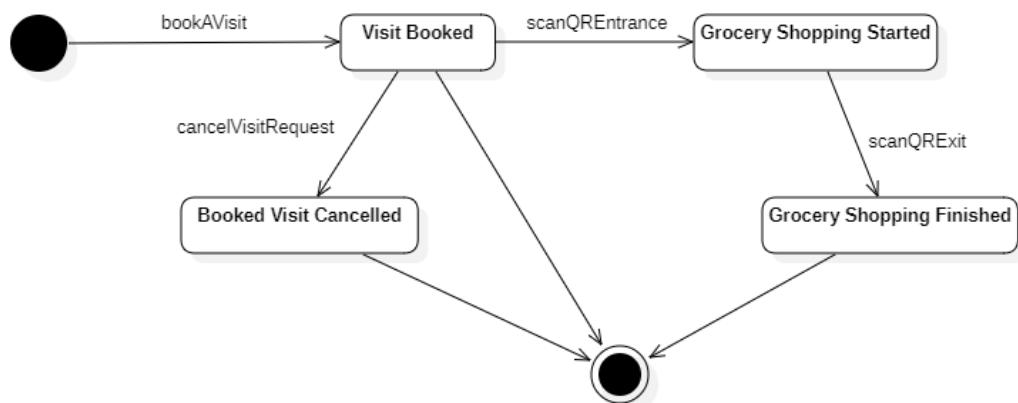 bookAVisit
Visit Booked
scanQREntrance
Grocery Shopping Started
cancelVisitRequest
scanQRExit
Booked Visit Cancelled
Grocery Shopping Finished